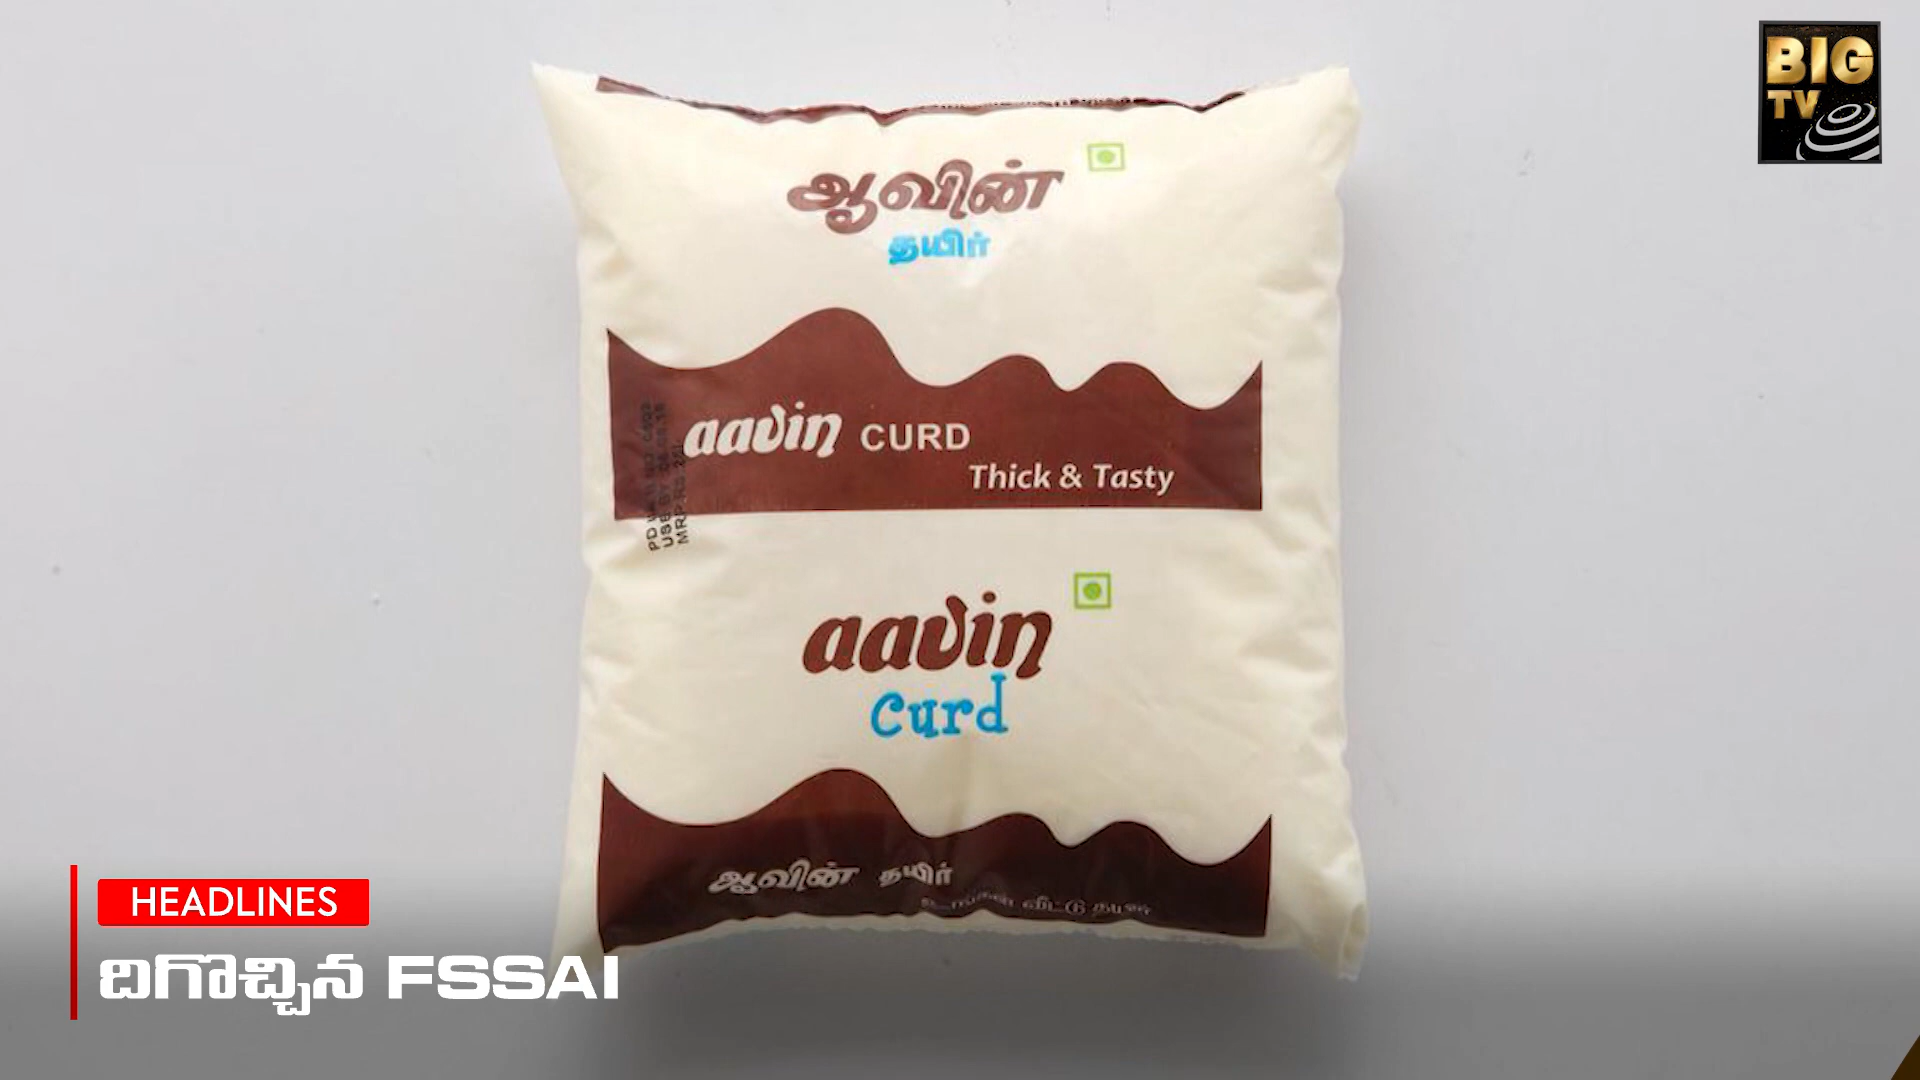 BIG
TV
ஆவின்
தயிர்
aavin CURD
Thick & Tasty
aavin
curd
ஆவின் தயிர்
HEADLINES
దిగొచ్చిన FSSAI